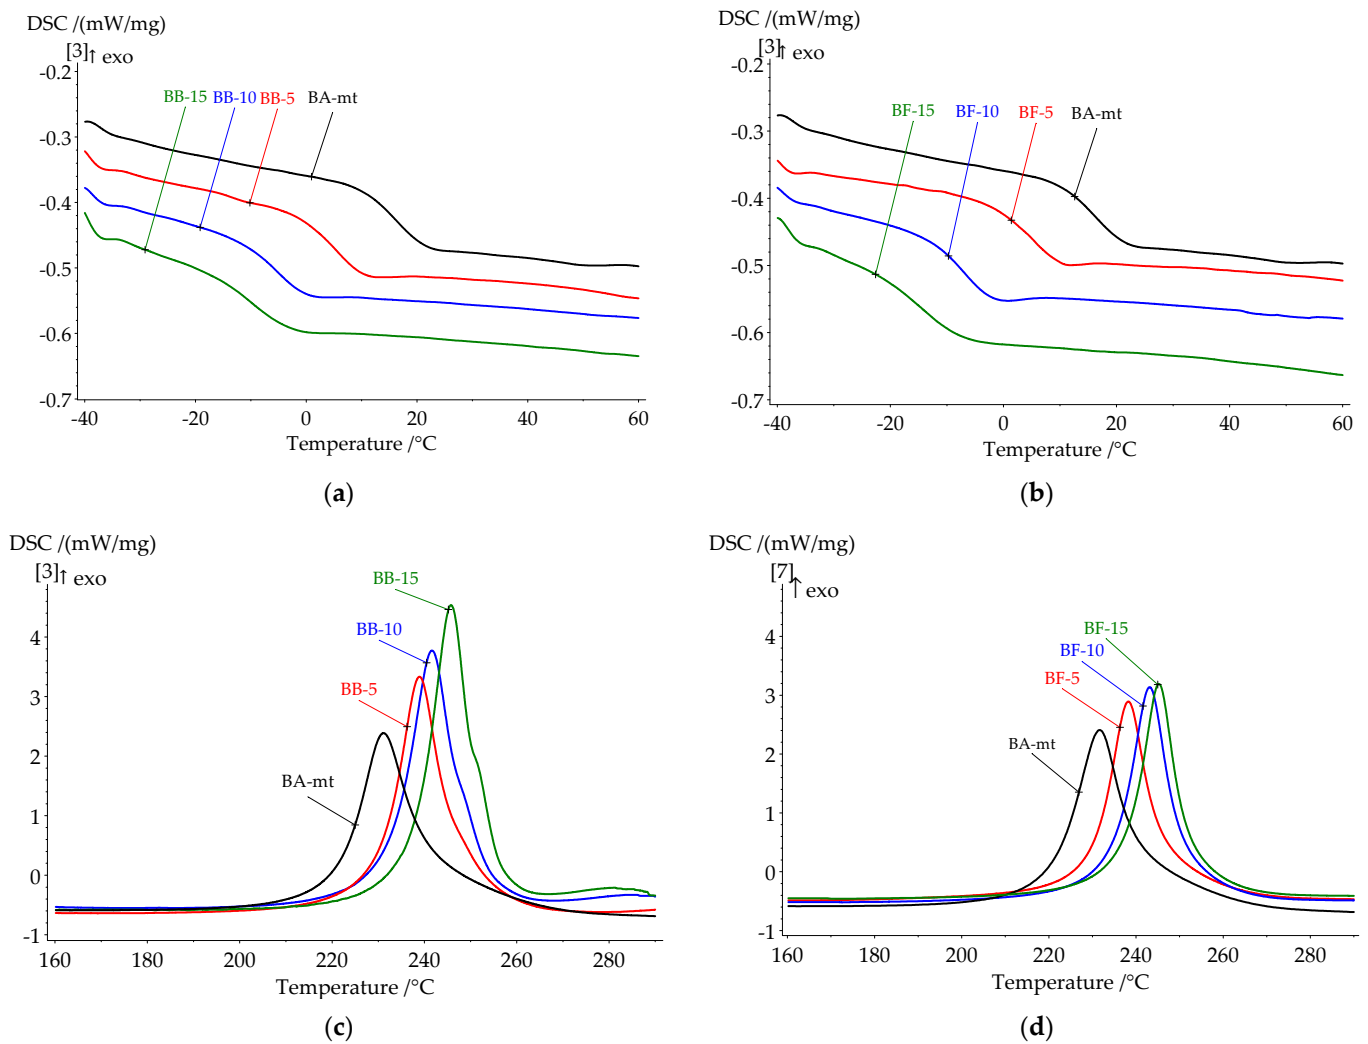 DSC /(mW/mg)
[3]↑ exo
-0.2
-0.3
-0.4
-0.5
-0.6
-0.7
BB-15 BB-10 BB-5 BA-mt
-40 -20 0 20 40 60
Temperature /°C
(a)
DSC /(mW/mg)
[3]↑ exo
-0.2
-0.3
-0.4
-0.5
-0.6
-0.7
BF-15 BF-10 BF-5 BA-mt
-40 -20 0 20 40 60
Temperature /°C
(b)
DSC /(mW/mg)
[3]↑ exo
4
3
2
1
0
-1
BB-15
BB-10
BB-5
BA-mt
160 180 200 220 240 260 280
Temperature /°C
(c)
DSC /(mW/mg)
[7]↑ exo
4
3
2
1
0
-1
BF-15
BF-10
BF-5
BA-mt
160 180 200 220 240 260 280
Temperature /°C
(d)